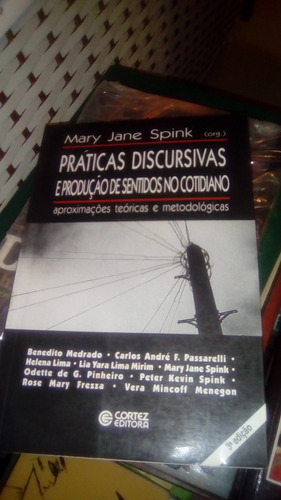 Mary Jane Spink (org.)
PRÁTICAS DISCURSIVAS
E PRODUÇÃO DE SENTIDOS NO COTIDIANO
aproximações teóricas e metodológicas
Benedito Medrado • Carlos André F. Passarelli •
Helena Lima • Lia Yara Lima Mirim • Mary Jane Spink •
Odette de G. Pinheiro • Peter Kevin Spink •
Rose Mary Frezza • Vera Mincoff Menegon
CORTEZ
EDITORA
3ª edição